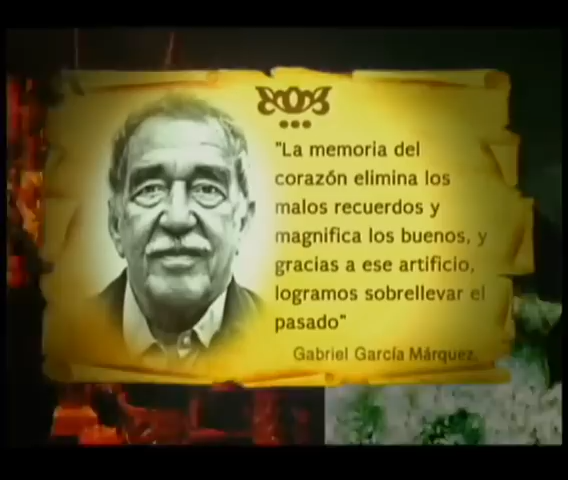 "La memoria del
corazón elimina los
malos recuerdos y
magnifica los buenos, y
gracias a ese artificio,
logramos sobrellevar el
pasado"
Gabriel García Márquez.